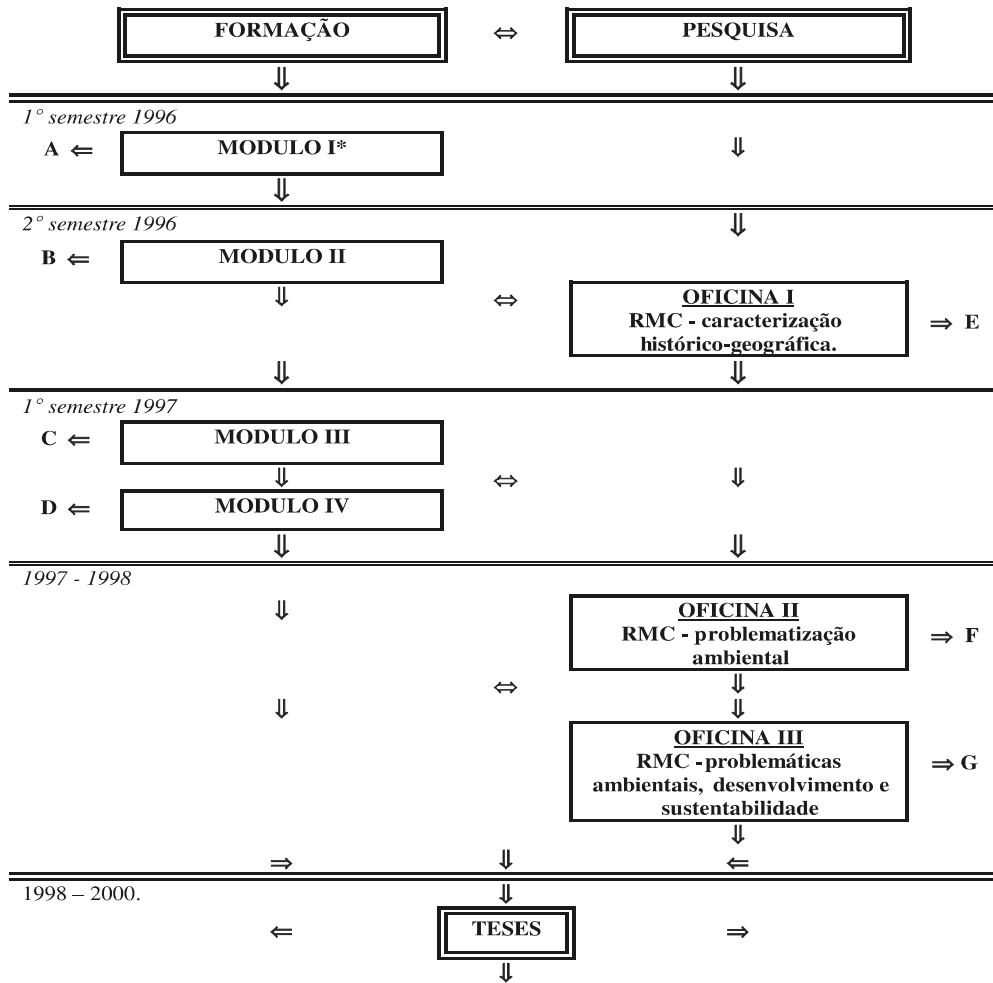 FORMAÇÃO ⇔ PESQUISA
⇓ ⇓
1° semestre 1996
A ⇐ MODULO I* ⇓
⇓
2° semestre 1996 ⇓
B ⇐ MODULO II
⇓ ⇔ OFICINA I
RMC - caracterização
histórico-geográfica.
⇒ E
⇓ ⇓
1° semestre 1997
C ⇐ MODULO III
⇓ ⇔ ⇓
D ⇐ MODULO IV
⇓ ⇓
1997 - 1998
⇓ OFICINA II
RMC - problematização
ambiental
⇒ F
⇔ ⇓
⇓ ⇓
OFICINA III
RMC -problemáticas
ambientais, desenvolvimento e
sustentabilidade
⇒ G
⇓
⇒ ⇓ ⇐
1998 – 2000. ⇓
⇐ TESES ⇒
⇓